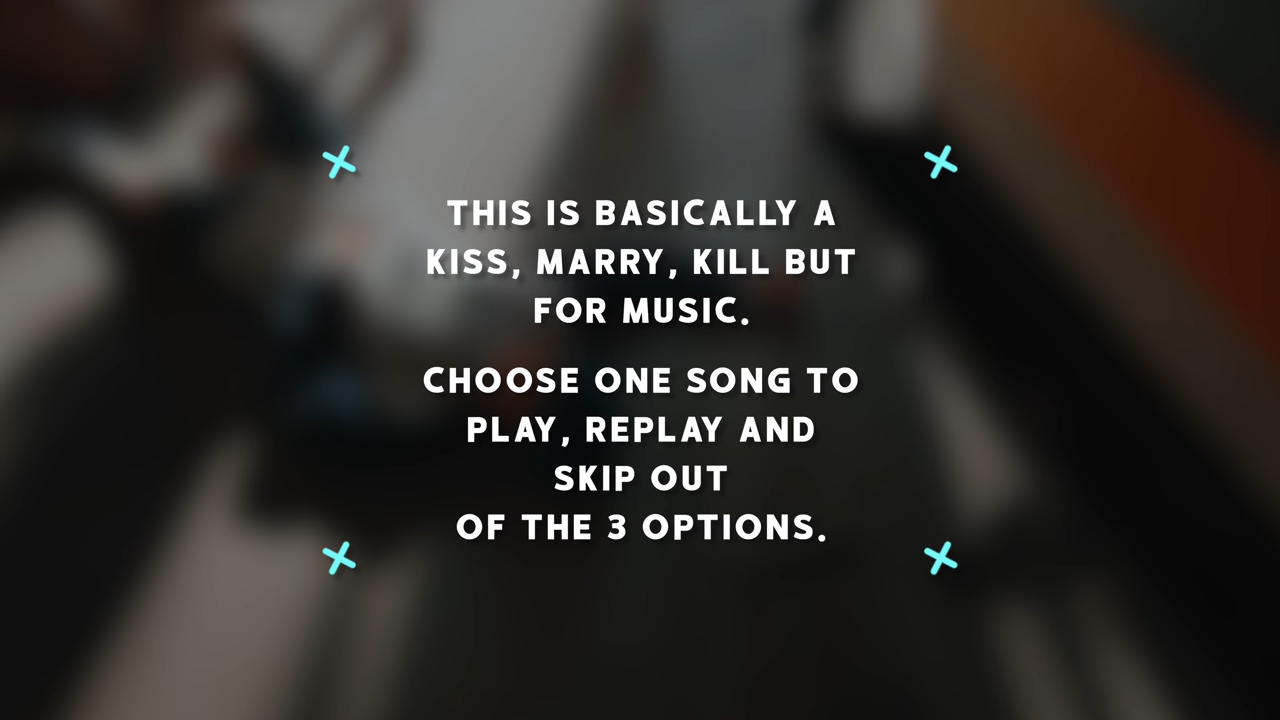 THIS IS BASICALLY A
KISS, MARRY, KILL BUT
FOR MUSIC.
CHOOSE ONE SONG TO
PLAY, REPLAY AND
SKIP OUT
OF THE 3 OPTIONS.